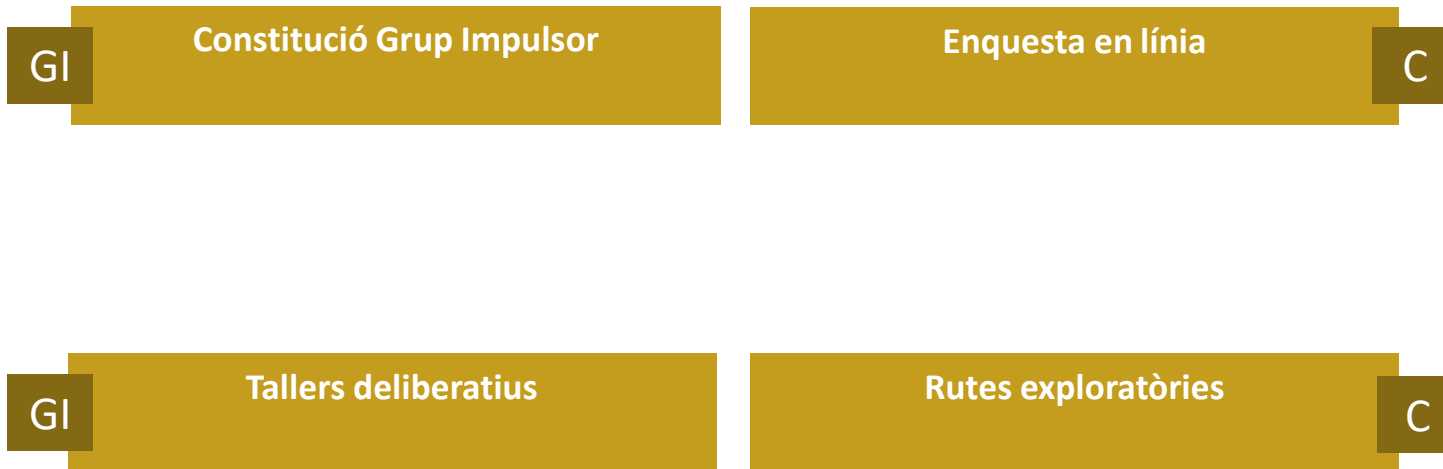 GI
Constitució Grup Impulsor
Enquesta en línia
C
GI
Tallers deliberatius
Rutes exploratòries
C